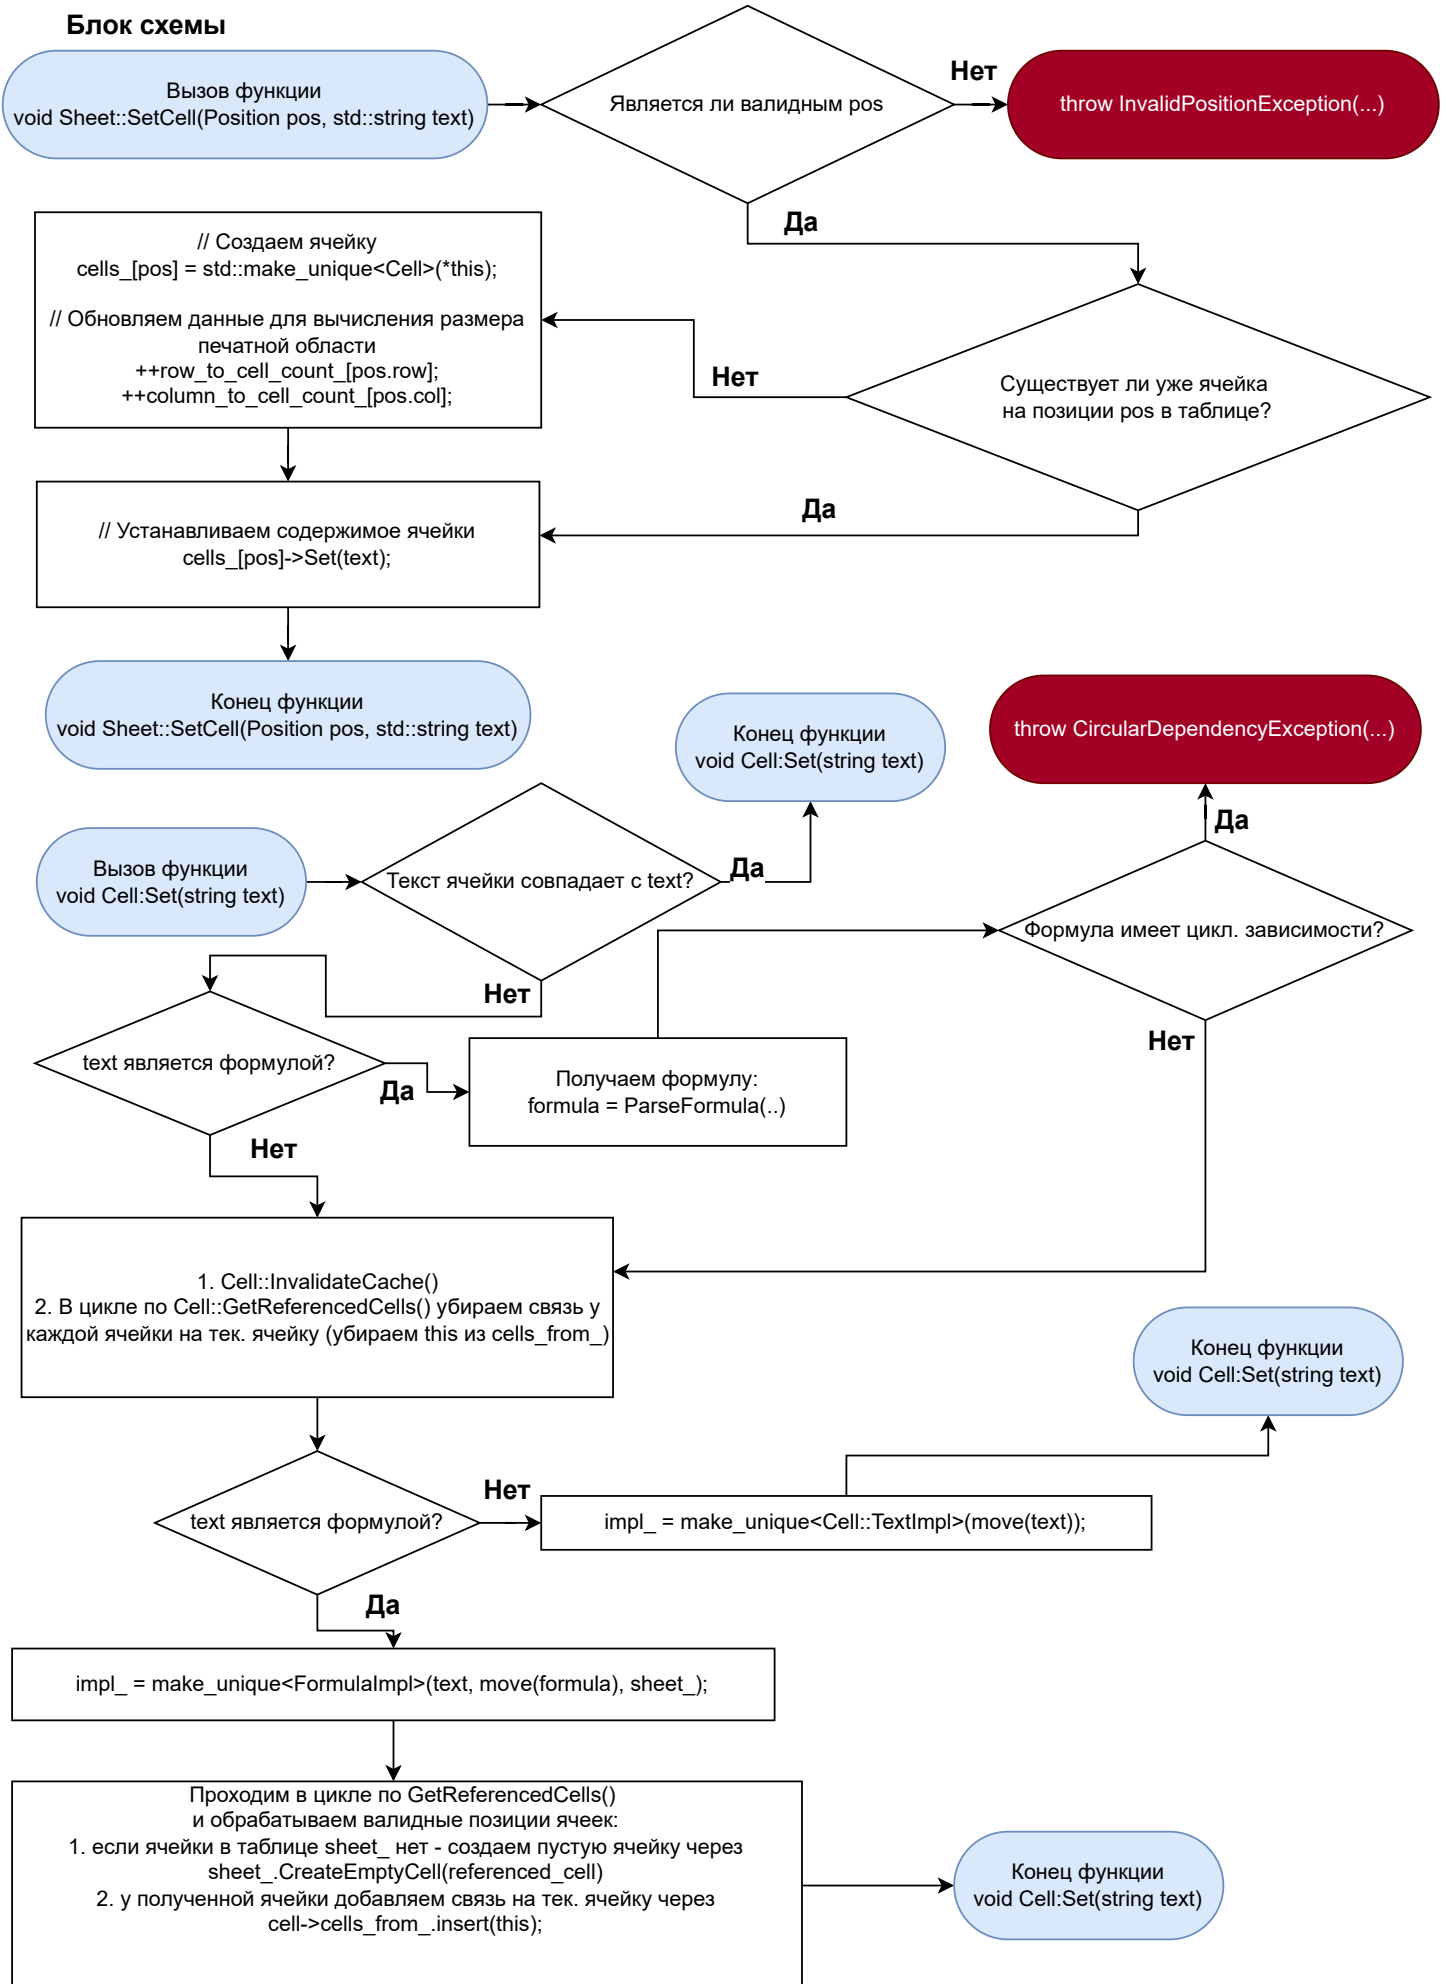 Блок схемы
Вызов функции
void Sheet::SetCell(Position pos, std::string text)
Является ли валидным pos
Нет
throw InvalidPositionException(...)
Да
// Создаем ячейку
cells_[pos] = std::make_unique<Cell>(*this);
// Обновляем данные для вычисления размера
печатной области
++row_to_cell_count_[pos.row];
++column_to_cell_count_[pos.col];
Нет
Существует ли уже ячейка
на позиции pos в таблице?
Да
// Устанавливаем содержимое ячейки
cells_[pos]->Set(text);
Конец функции
void Sheet::SetCell(Position pos, std::string text)
Конец функции
void Cell:Set(string text)
throw CircularDependencyException(...)
Да
Вызов функции
void Cell:Set(string text)
Текст ячейки совпадает с text?
Да
Формула имеет цикл. зависимости?
Нет
Нет
text является формулой?
Да
Получаем формулу:
formula = ParseFormula(..)
Нет
1. Cell::InvalidateCache()
2. В цикле по Cell::GetReferencedCells() убираем связь у
каждой ячейки на тек. ячейку (убираем this из cells_from_)
Конец функции
void Cell:Set(string text)
text является формулой?
Нет
impl_ = make_unique<Cell::TextImpl>(move(text));
Да
impl_ = make_unique<FormulaImpl>(text, move(formula), sheet_);
Проходим в цикле по GetReferencedCells()
и обрабатываем валидные позиции ячеек:
1. если ячейки в таблице sheet_ нет - создаем пустую ячейку через
sheet_.CreateEmptyCell(referenced_cell)
2. у полученной ячейки добавляем связь на тек. ячейку через
cell->cells_from_.insert(this);
Конец функции
void Cell:Set(string text)